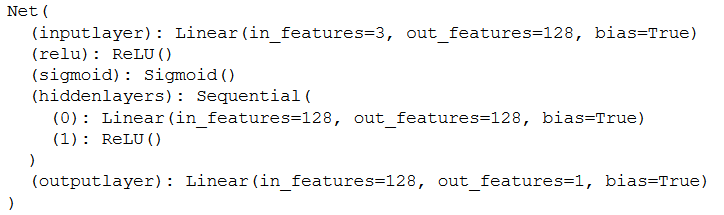 Net(
  (inputlayer): Linear(in_features=3, out_features=128, bias=True)
  (relu): ReLU()
  (sigmoid): Sigmoid()
  (hiddenlayers): Sequential(
    (0): Linear(in_features=128, out_features=128, bias=True)
    (1): ReLU()
  )
  (outputlayer): Linear(in_features=128, out_features=1, bias=True)
)